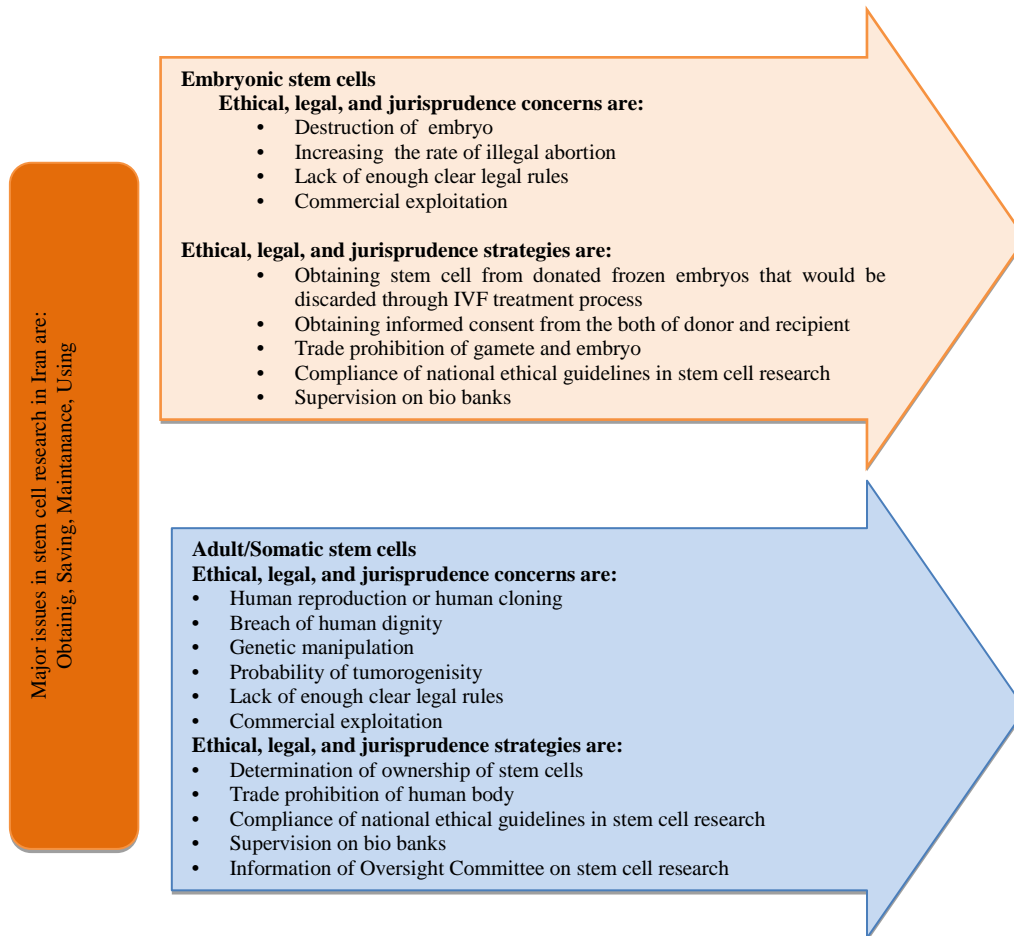 Major issues in stem cell research in Iran are:
Obtainig, Saving, Maintanance, Using
Embryonic stem cells
Ethical, legal, and jurisprudence concerns are:
• Destruction of embryo
• Increasing the rate of illegal abortion
• Lack of enough clear legal rules
• Commercial exploitation
Ethical, legal, and jurisprudence strategies are:
• Obtaining stem cell from donated frozen embryos that would be
discarded through IVF treatment process
• Obtaining informed consent from the both of donor and recipient
• Trade prohibition of gamete and embryo
• Compliance of national ethical guidelines in stem cell research
• Supervision on bio banks
Adult/Somatic stem cells
Ethical, legal, and jurisprudence concerns are:
• Human reproduction or human cloning
• Breach of human dignity
• Genetic manipulation
• Probability of tumorogenisity
• Lack of enough clear legal rules
• Commercial exploitation
Ethical, legal, and jurisprudence strategies are:
• Determination of ownership of stem cells
• Trade prohibition of human body
• Compliance of national ethical guidelines in stem cell research
• Supervision on bio banks
• Information of Oversight Committee on stem cell research